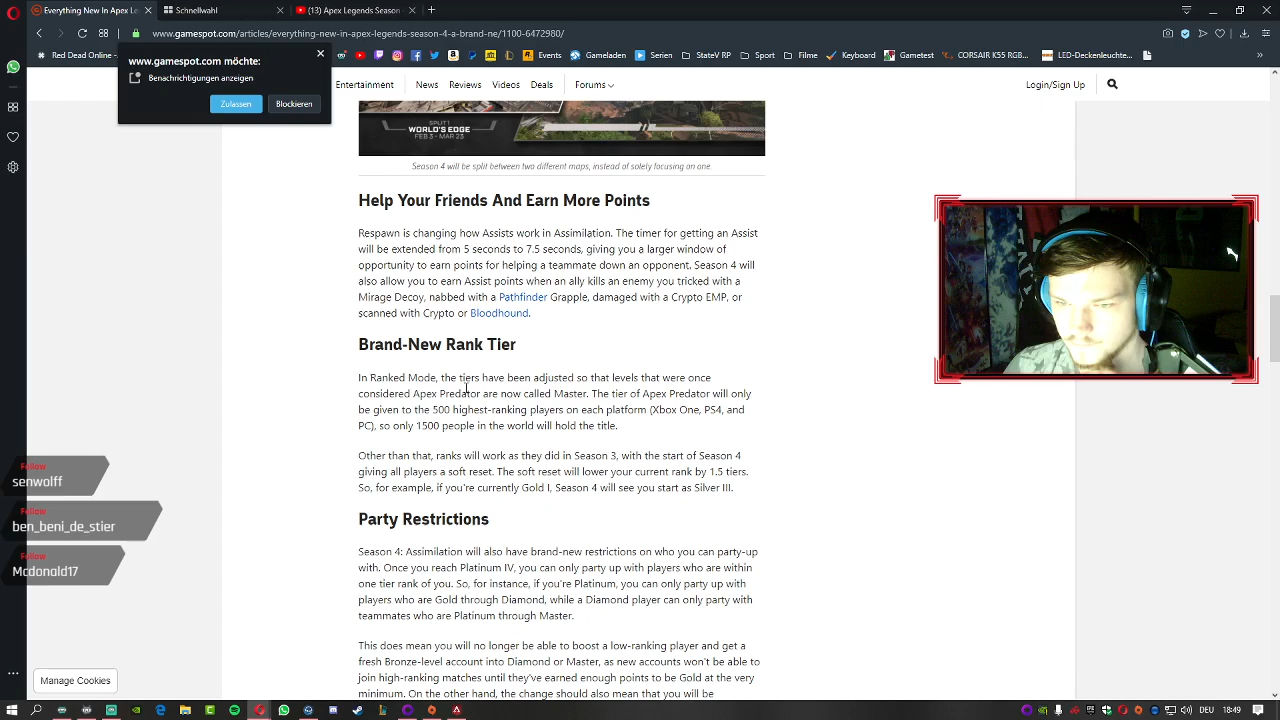 Everything New In Apex Le
Schnellwahl
(13) Apex Legends Season
www.gamespot.com/articles/everything-new-in-apex-legends-season-4-a-brand-ne/1100-6472980/
Red Dead Online -
Events
Gameladen
Serien
StateV RP
Sport
Filme
Keyboard
Gametest
CORSAIR K55 RGB...
LED-Deckenleuchte...
www.gamespot.com möchte:
Benachrichtigungen anzeigen
Zulassen
Blockieren
Entertainment
News
Reviews
Videos
Deals
Forums
Login/Sign Up
SPLIT 1
WORLD'S EDGE
FEB 3 - MAR 23
Season 4 will be split between two different maps, instead of solely focusing on one.
Help Your Friends And Earn More Points
Respawn is changing how Assists work in Assimilation. The timer for getting an Assist
will be extended from 5 seconds to 7.5 seconds, giving you a larger window of
opportunity to earn points for helping a teammate down an opponent. Season 4 will
also allow you to earn Assist points when an ally kills an enemy you tricked with a
Mirage Decoy, nabbed with a Pathfinder Grapple, damaged with a Crypto EMP, or
scanned with Crypto or Bloodhound.
Brand-New Rank Tier
In Ranked Mode, the tiers have been adjusted so that levels that were once
considered Apex Predator are now called Master. The tier of Apex Predator will only
be given to the 500 highest-ranking players on each platform (Xbox One, PS4, and
PC), so only 1500 people in the world will hold the title.
Other than that, ranks will work as they did in Season 3, with the start of Season 4
giving all players a soft reset. The soft reset will lower your current rank by 1.5 tiers.
So, for example, if you're currently Gold I, Season 4 will see you start as Silver III.
Party Restrictions
Season 4: Assimilation will also have brand-new restrictions on who you can party-up
with. Once you reach Platinum IV, you can only party up with players who are within
one tier rank of you. So, for instance, if you're Platinum, you can only party up with
players who are Gold through Diamond, while a Diamond player can only party with
teammates who are Platinum through Master.
This does mean you will no longer be able to boost a low-ranking player and get a
fresh Bronze-level account into Diamond or Master, as new accounts won't be able to
join high-ranking matches until they've earned enough points to be Gold at the very
minimum. On the other hand, the change should also mean that you will be
Follow
senwolff
Follow
ben_beni_de_stier
Follow
Mcdonald17
Manage Cookies
DEU
18:49